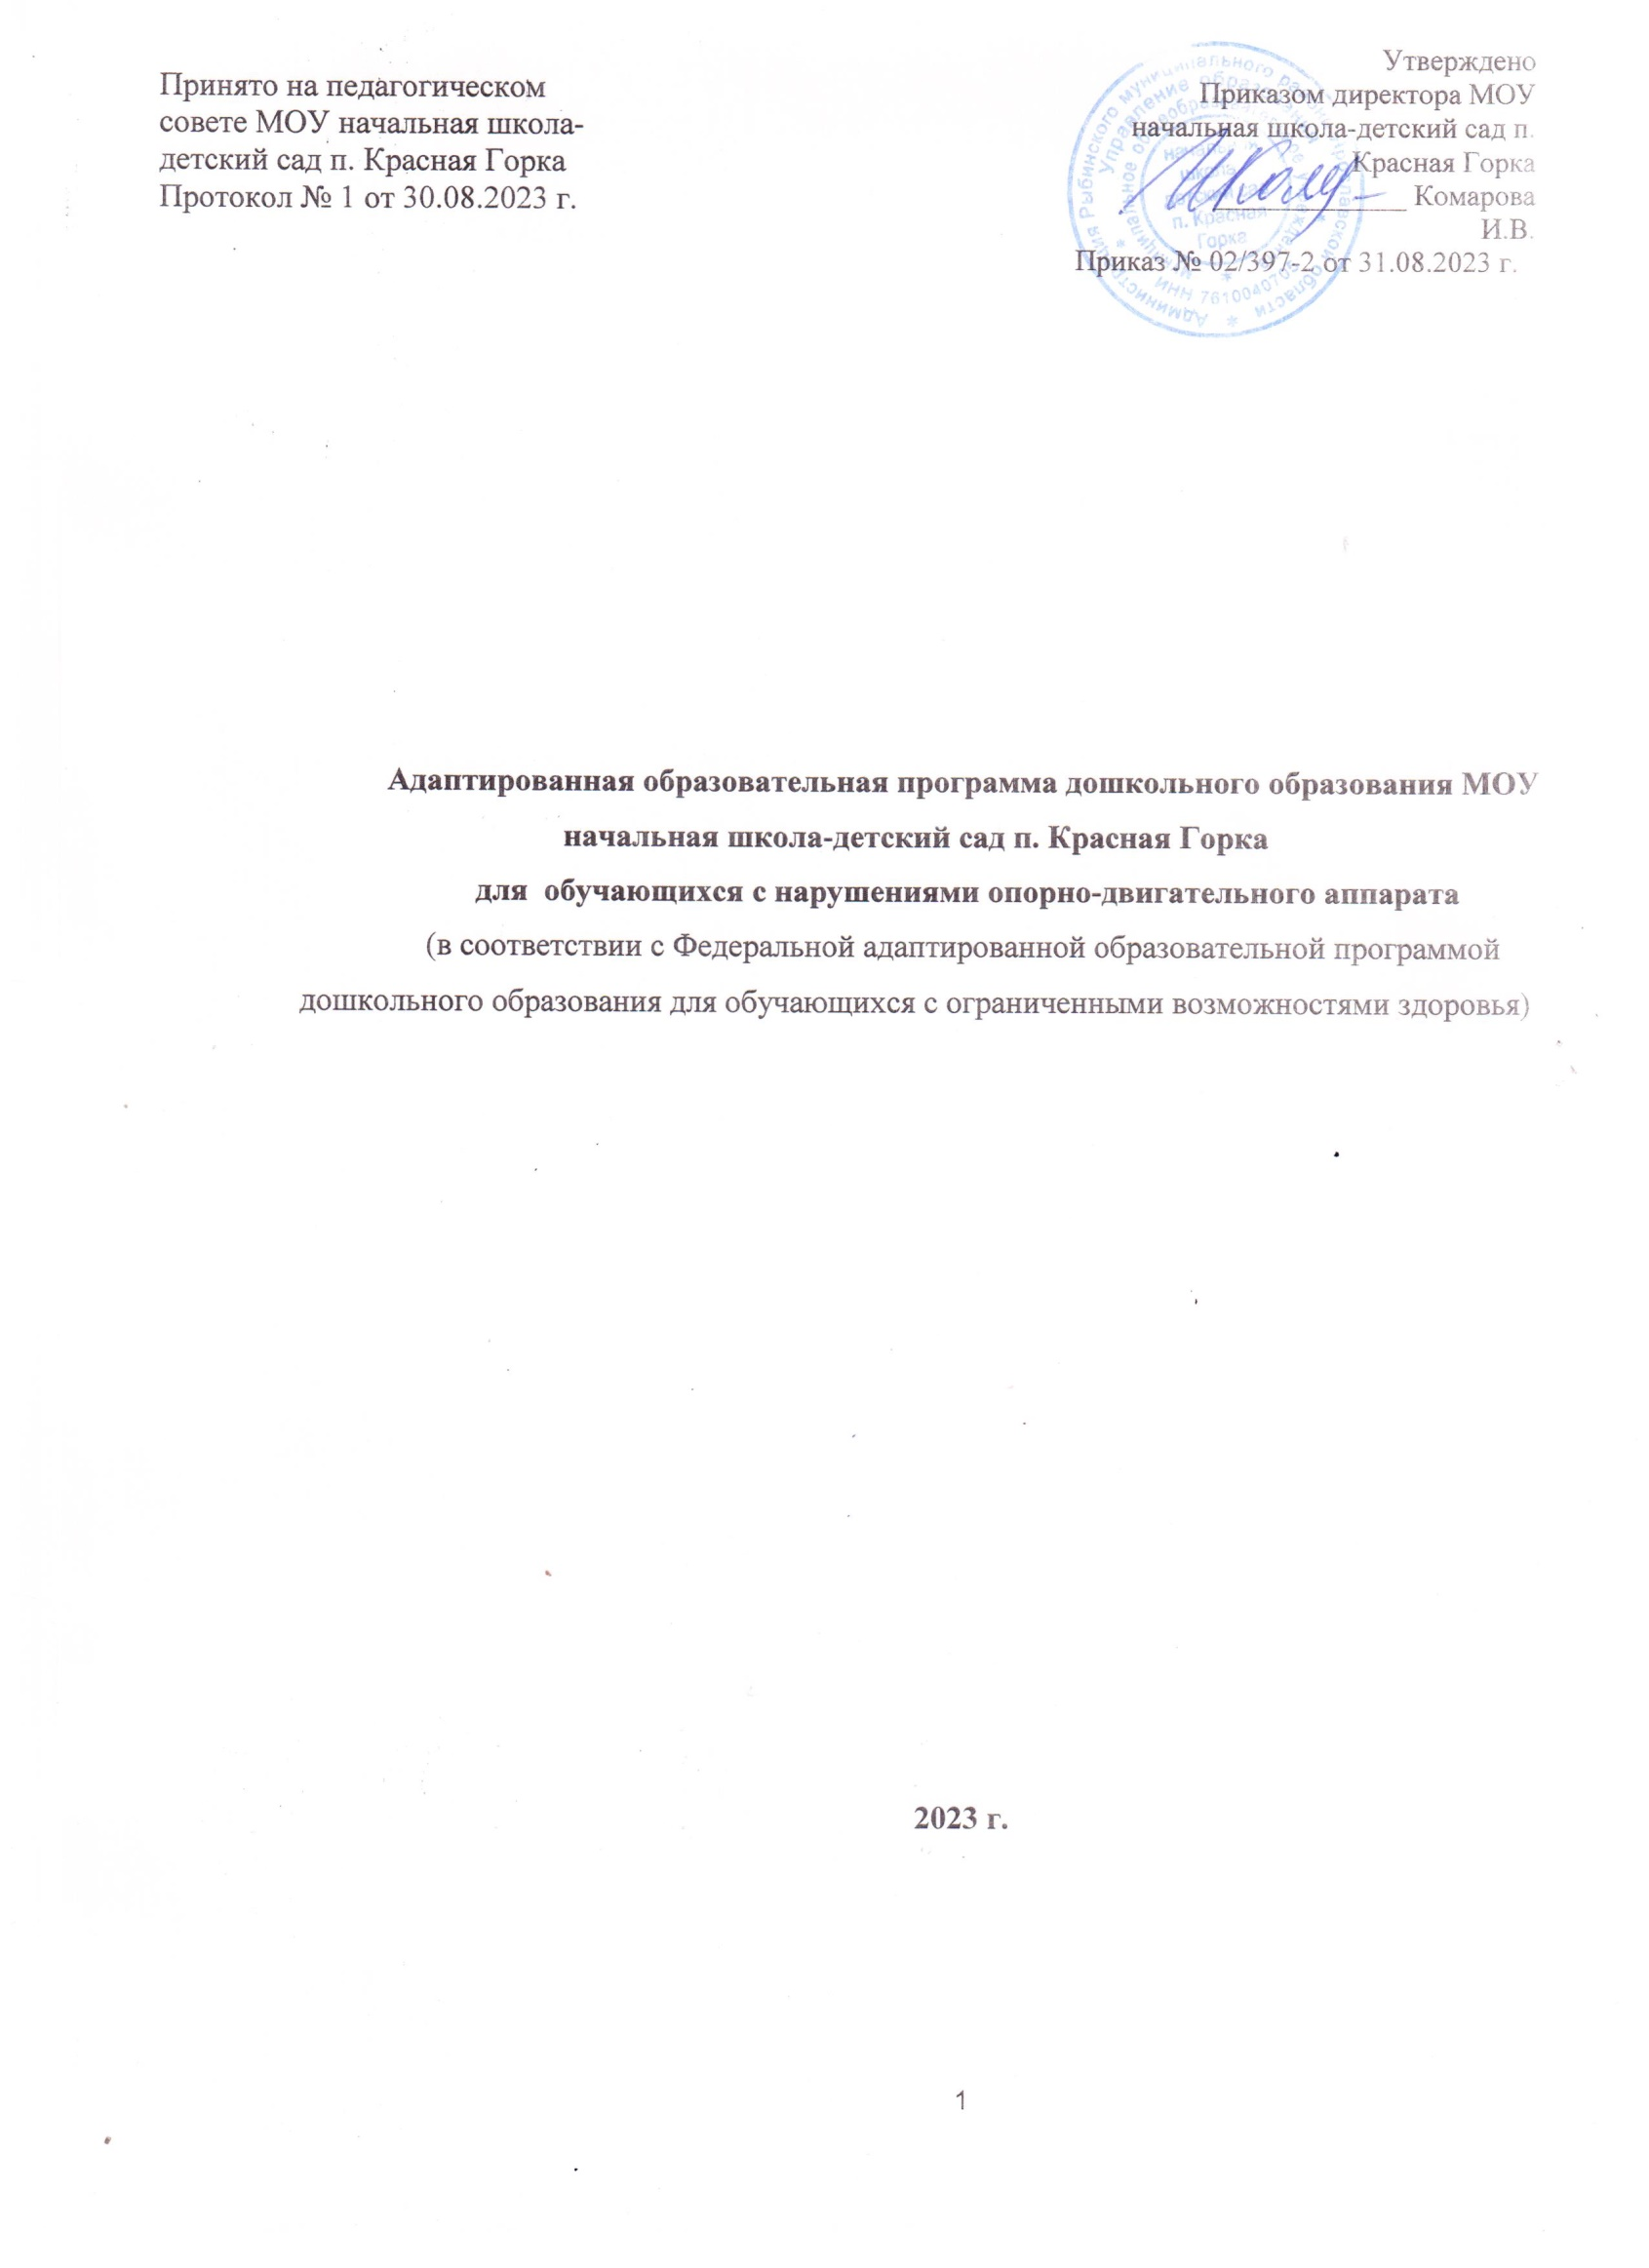 Принято на педагогическом
совете МОУ начальная школа-
детский сад п. Красная Горка
Протокол № 1 от 30.08.2023 г.
Утверждено
Приказом директора МОУ
начальная школа-детский сад п.
Красная Горка
Комарова
И.В.
Приказ № 02/397-2 от 31.08.2023 г.
п. Красная
Горка
Адаптированная образовательная программа дошкольного образования МОУ
начальная школа-детский сад п. Красная Горка
для обучающихся с нарушениями опорно-двигательного аппарата
(в соответствии с Федеральной адаптированной образовательной программой
дошкольного образования для обучающихся с ограниченными возможностями здоровья)
2023 г.
1